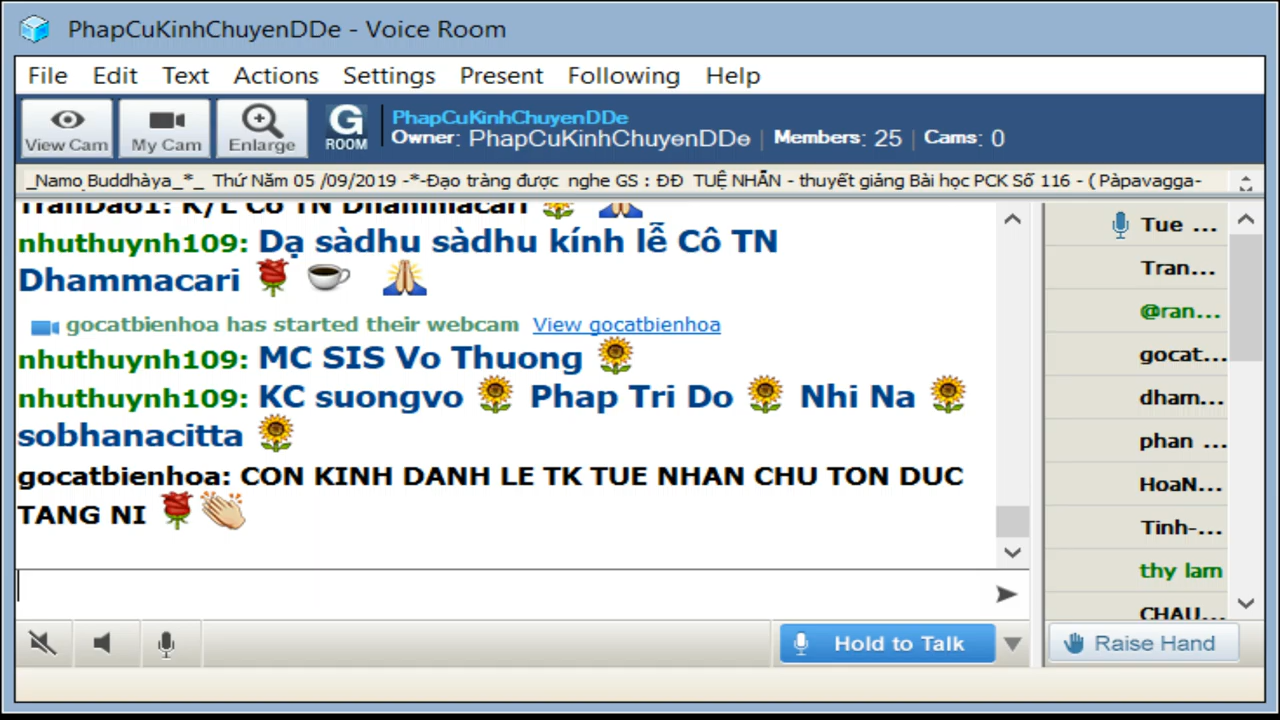 PhapCuKinhChuyenDDe - Voice Room
File Edit Text Actions Settings Present Following Help
View Cam My Cam Enlarge G ROOM
PhapCuKinhChuyenDDe
Owner: PhapCuKinhChuyenDDe | Members: 25 | Cams: 0
_Namo_Buddhàya_*_ Thứ Năm 05 /09/2019 -*-Đạo tràng được nghe GS : ĐĐ TUỆ NHẪN - thuyết giảng Bài học PCK Số 116 - ( Pàpavagga-
TranDao1: K/L Cô TN Dhammacari
nhuthuynh109: Dạ sàdhu sàdhu kính lễ Cô TN
Dhammacari
gocatbienhoa has started their webcam View gocatbienhoa
nhuthuynh109: MC SIS Vo Thuong
nhuthuynh109: KC suongvo Phap Tri Do Nhi Na
sobhanacitta
gocatbienhoa: CON KINH DANH LE TK TUE NHAN CHU TON DUC
TANG NI
Tue ...
Tran...
@ran...
gocat...
dham...
phan ...
HoaN...
Tinh-...
thy lam
CHAU...
Hold to Talk
Raise Hand